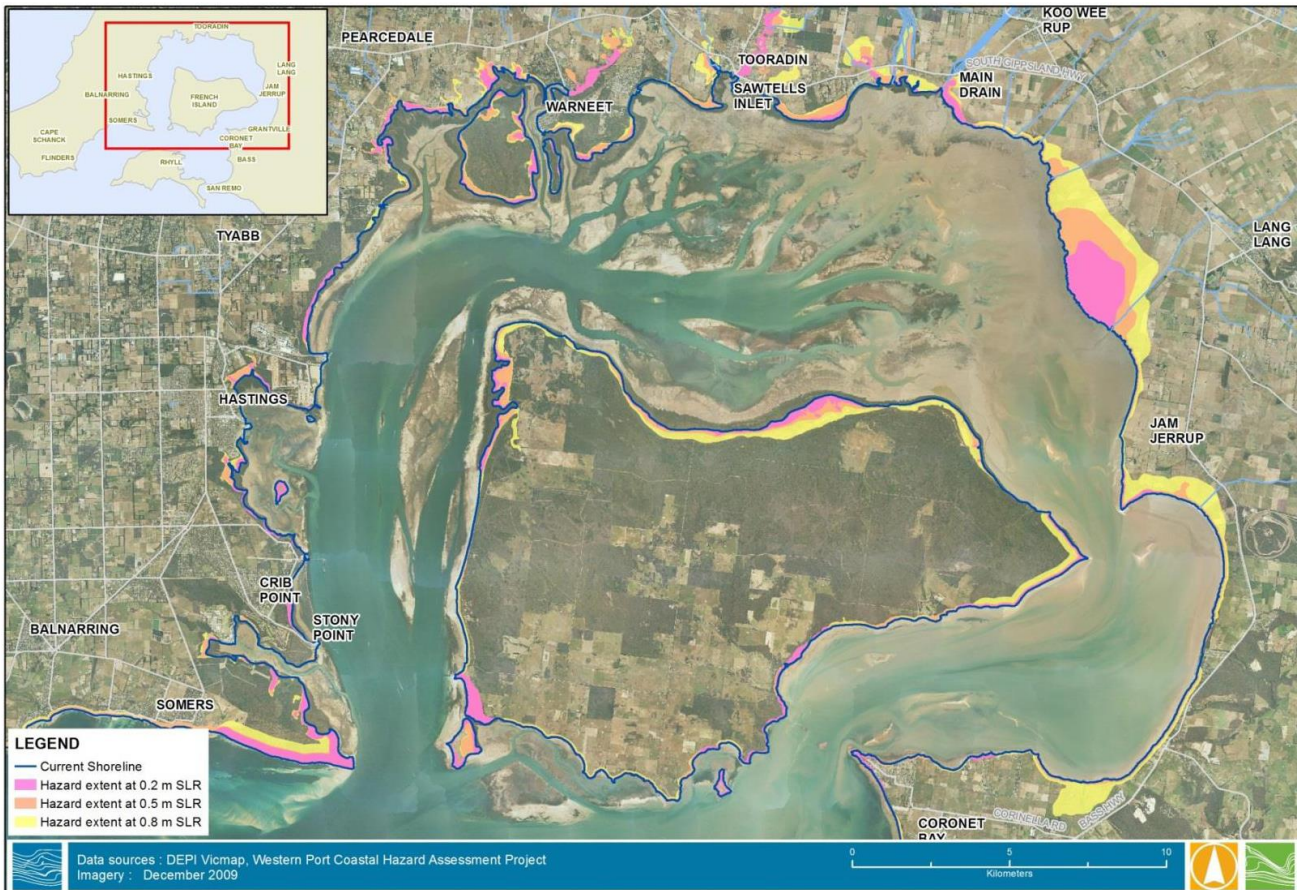 TOORADIN
HASTINGS
LANG
LANG
BALNARRING
FRENCH
ISLAND
JAM
JERRUP
SOMERS
GRANTVILLE
CAPE
SCHANCK
CORONET
BAY
FLINDERS
RHYLL
BASS
SAN REMO
PEARCEDALE
KOO WEE
RUP
TOORADIN
SOUTH GIPPSLAND HWY
SAWTELLS
INLET
MAIN
DRAIN
WARNEET
TYABB
LANG
LANG
HASTINGS
JAM
JERRUP
CRIB
POINT
STONY
POINT
BALNARRING
SOMERS
CORINELLA RD
BASS HWY
CORONET
BAY
LEGEND
Current Shoreline
Hazard extent at 0.2 m SLR
Hazard extent at 0.5 m SLR
Hazard extent at 0.8 m SLR
Data sources : DEPI Vicmap, Western Port Coastal Hazard Assessment Project
Imagery : December 2009
0 5 10
Kilometers